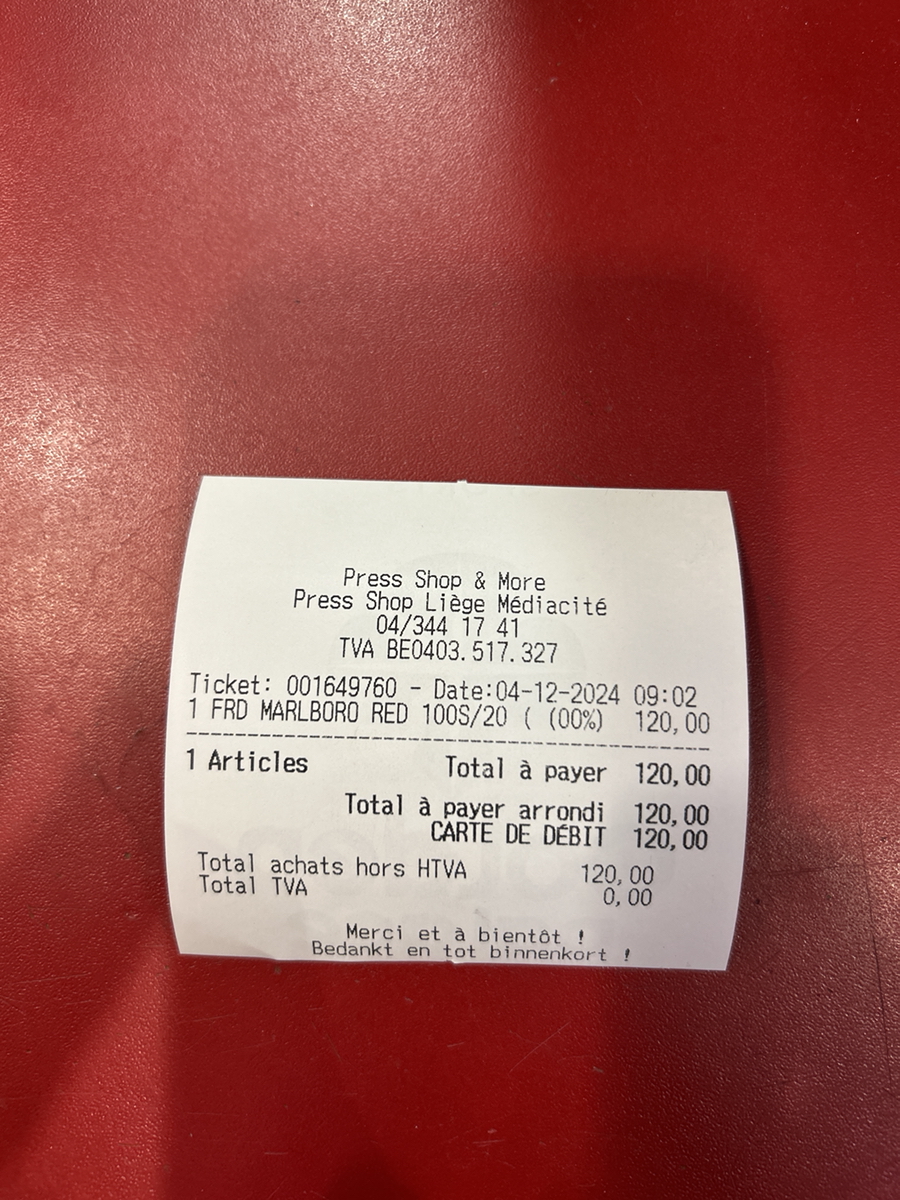 Press Shop & More
Press Shop Liège Médiacité
04/344 17 41
TVA BE0403.517.327
Ticket: 001649760 - Date:04-12-2024 09:02
1 FRD MARLBORO RED 100S/20 ( (00%) 120,00
1 Articles Total à payer 120,00
Total à payer arrondi 120,00
CARTE DE DÉBIT 120,00
Total achats hors HTVA 120,00
Total TVA 0,00
Merci et à bientôt !
Bedankt en tot binnenkort !